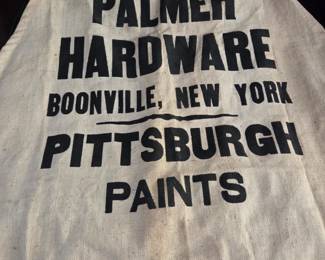 PALMER
HARDWARE
BOONVILLE, NEW YORK
PITTSBURGH
PAINTS